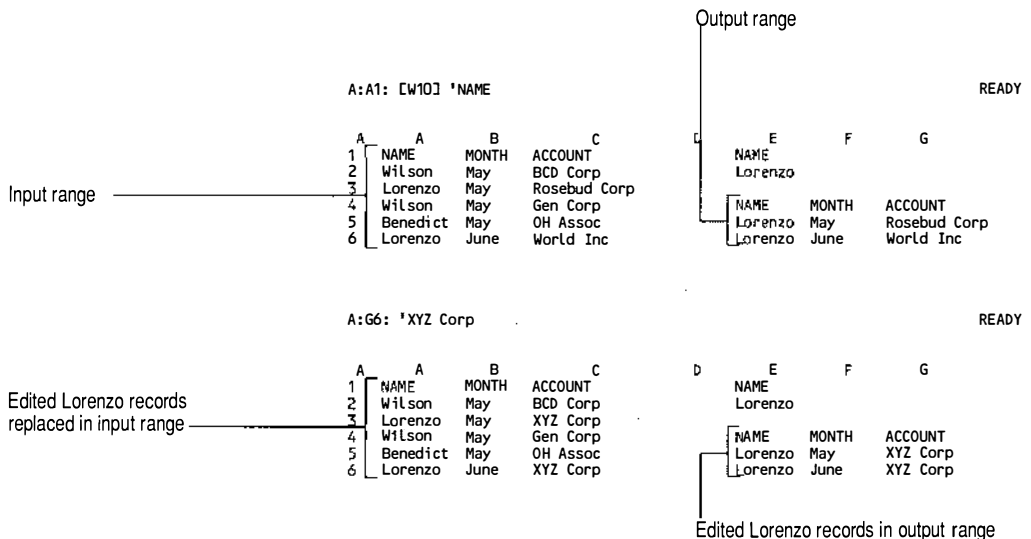 Output range
A:A1: [W10] 'NAME READY
A A B C D E F G
1 NAME MONTH ACCOUNT NAME
2 Wilson May BCD Corp Lorenzo
3 Lorenzo May Rosebud Corp
Input range
4 Wilson May Gen Corp NAME MONTH ACCOUNT
5 Benedict May OH Assoc Lorenzo May Rosebud Corp
6 Lorenzo June World Inc Lorenzo June World Inc
A:G6: 'XYZ Corp READY
A A B C D E F G
1 NAME MONTH ACCOUNT NAME
2 Wilson May BCD Corp Lorenzo
Edited Lorenzo records
replaced in input range
3 Lorenzo May XYZ Corp
4 Wilson May Gen Corp NAME MONTH ACCOUNT
5 Benedict May OH Assoc Lorenzo May XYZ Corp
6 Lorenzo June XYZ Corp Lorenzo June XYZ Corp
Edited Lorenzo records in output range